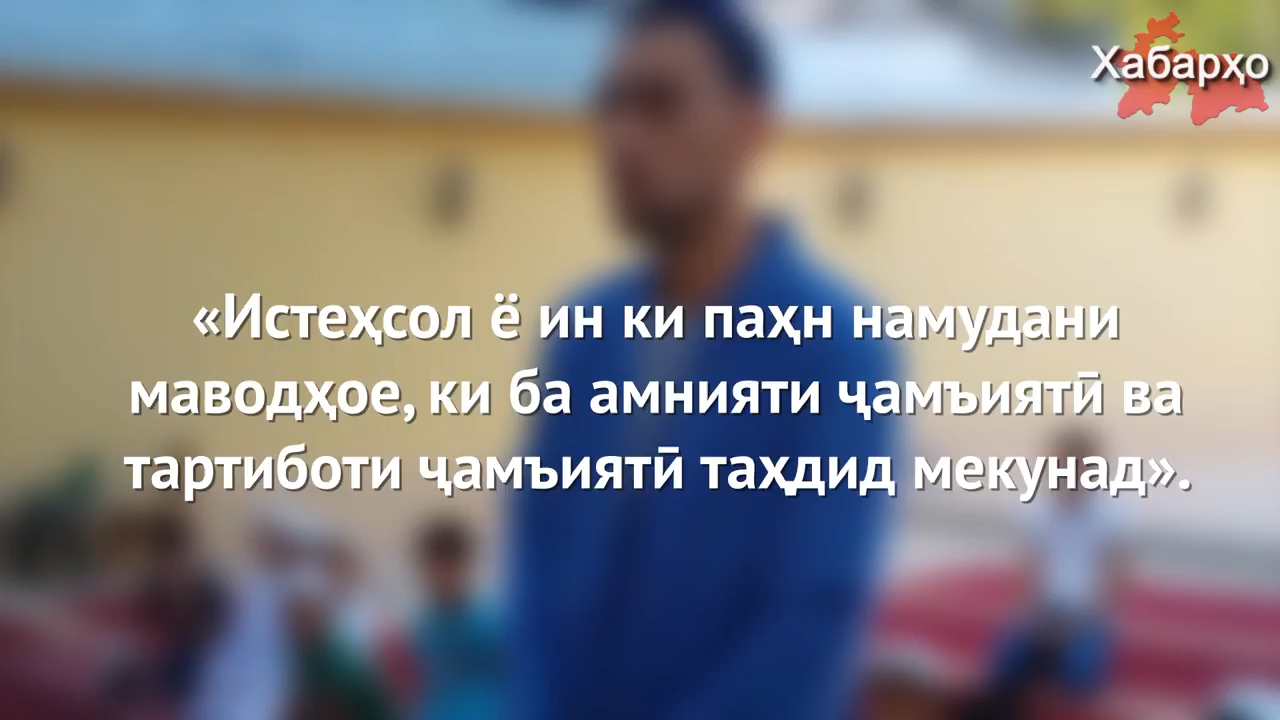 Хабарҳо
«Истеҳсол ё ин ки паҳн намудани
маводҳое, ки ба амнияти ҷамъиятӣ ва
тартиботи ҷамъиятӣ таҳдид мекунад».